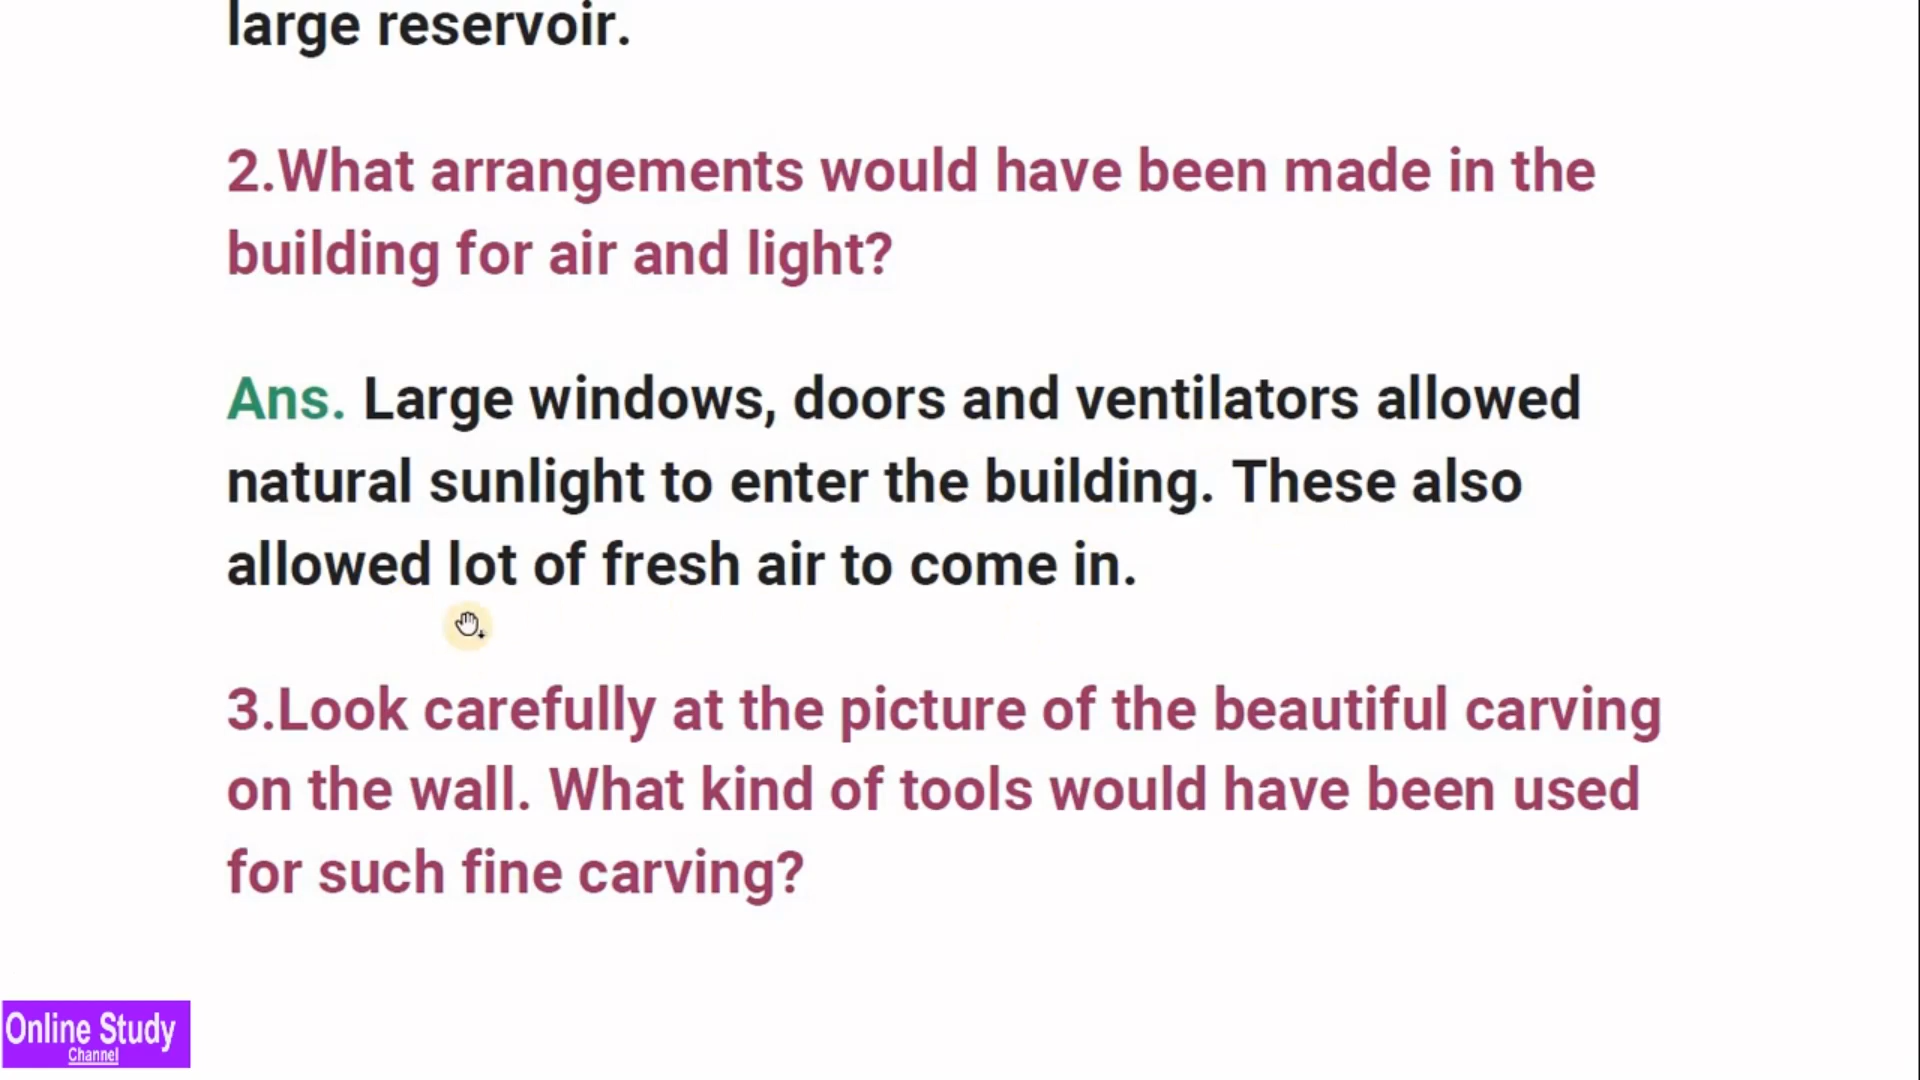 large reservoir.
2.What arrangements would have been made in the
building for air and light?
Ans. Large windows, doors and ventilators allowed
natural sunlight to enter the building. These also
allowed lot of fresh air to come in.
3.Look carefully at the picture of the beautiful carving
on the wall. What kind of tools would have been used
for such fine carving?
Online Study
Channel